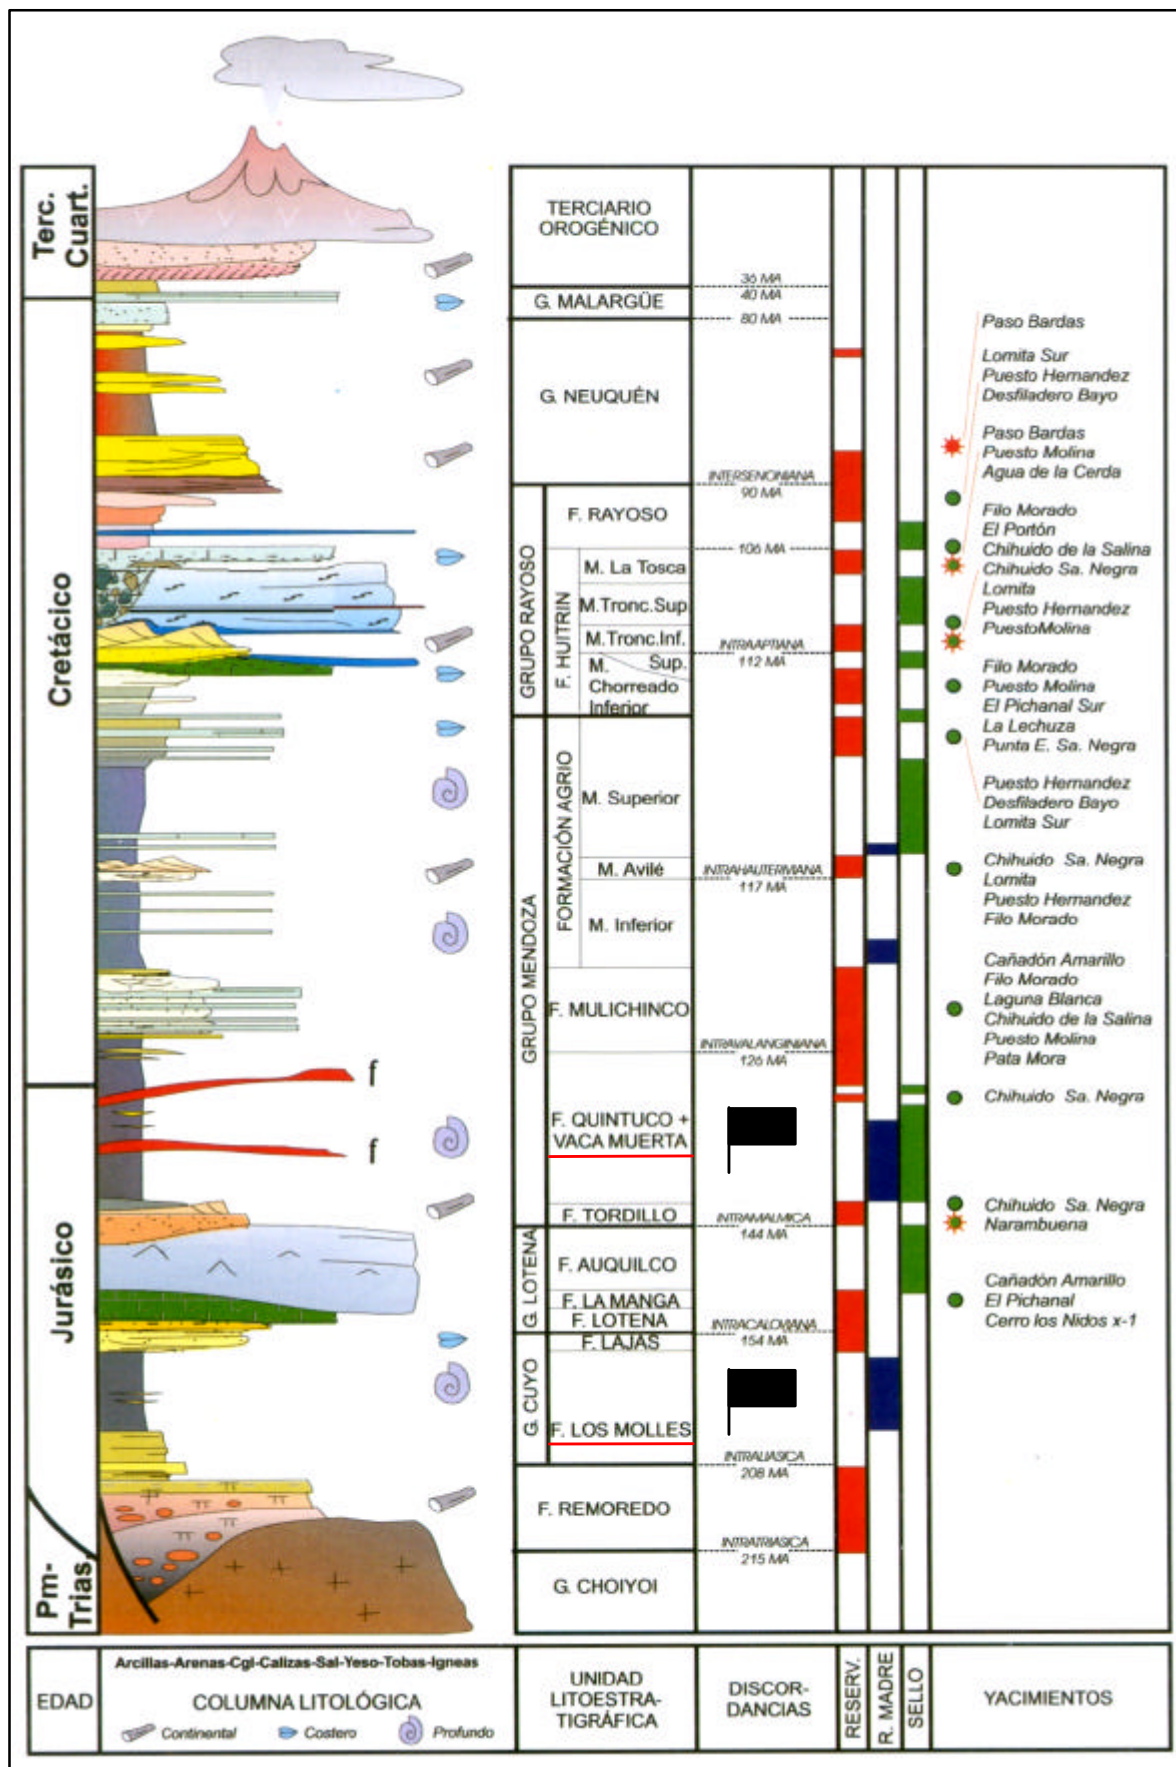 Terc.
Cuart.
Cretácico
Jurásico
Pm-
Trias.
f
f
TERCIARIO
OROGÉNICO
G. MALARGÜE
G. NEUQUÉN
GRUPO RAYOSO
F. RAYOSO
F. HUITRIN
M. La Tosca
M.Tronc.Sup
M.Tronc.Inf.
M. Sup.
Chorreado
Inferior
GRUPO MENDOZA
FORMACIÓN AGRIO
M. Superior
M. Avilé
M. Inferior
F. MULICHINCO
F. QUINTUCO +
VACA MUERTA
F. TORDILLO
G. LOTENA
F. AUQUILCO
F. LA MANGA
F. LOTENA
G. CUYO
F. LAJAS
F. LOS MOLLES
F. REMOREDO
G. CHOIYOI
36 MA
40 MA
80 MA
INTERSENONIANA
90 MA
106 MA
INTRAAPTIANA
112 MA
INTRAHAUTERIVIANA
117 MA
INTRAVALANGINIANA
126 MA
INTRAMALMICA
144 MA
INTRACALOVIANA
154 MA
INTRALIASICA
208 MA
INTRATRIASICA
215 MA
Paso Bardas
Lomita Sur
Puesto Hernandez
Desfiladero Bayo
Paso Bardas
Puesto Molina
Agua de la Cerda
Filo Morado
El Portón
Chihuido de la Salina
Chihuido Sa. Negra
Lomita
Puesto Hernandez
PuestoMolina
Filo Morado
Puesto Molina
El Pichanal Sur
La Lechuza
Punta E. Sa. Negra
Puesto Hernandez
Desfiladero Bayo
Lomita Sur
Chihuido Sa. Negra
Lomita
Puesto Hernandez
Filo Morado
Cañadón Amarillo
Filo Morado
Laguna Blanca
Chihuido de la Salina
Puesto Molina
Pata Mora
Chihuido Sa. Negra
Chihuido Sa. Negra
Narambuena
Cañadón Amarillo
El Pichanal
Cerro los Nidos x-1
EDAD
Arcillas-Arenas-Cgl-Calizas-Sal-Yeso-Tobas-Igneas
COLUMNA LITOLÓGICA
Continental
Costero
Profundo
UNIDAD
LITOESTRA-
TIGRÁFICA
DISCOR-
DANCIAS
RESERV.
R. MADRE
SELLO
YACIMIENTOS